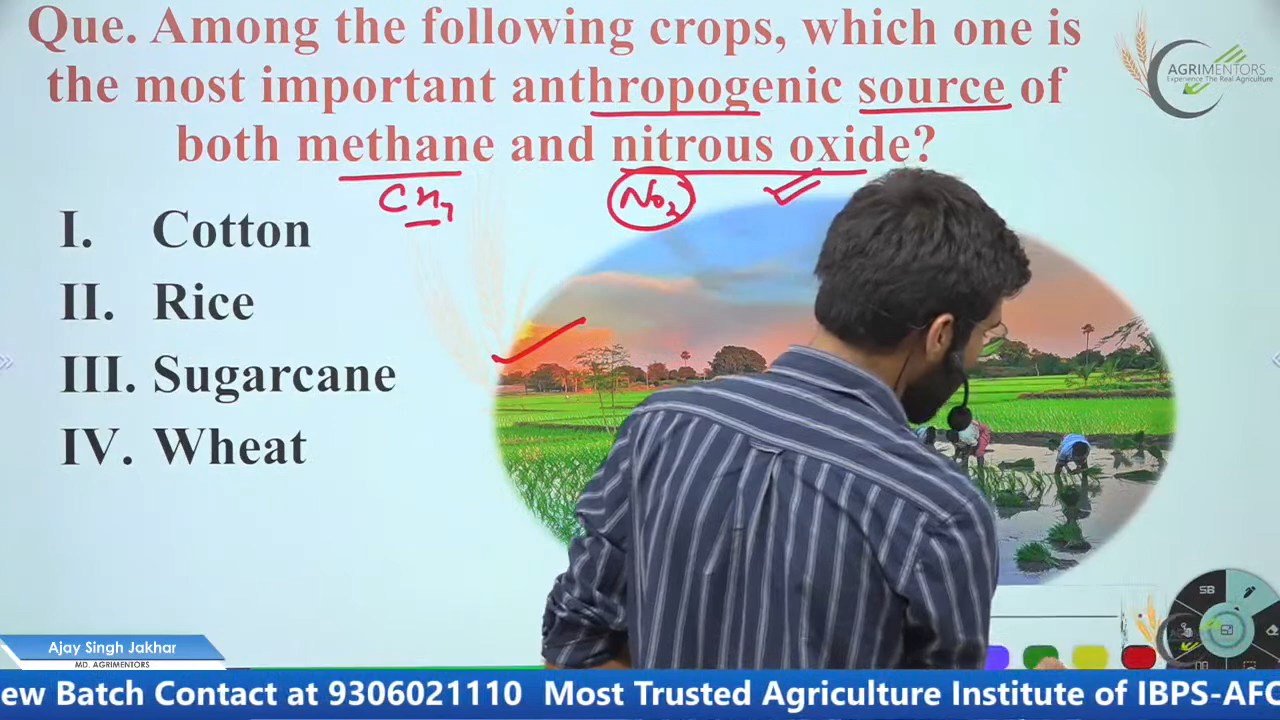 Que. Among the following crops, which one is
the most important anthropogenic source of
both methane and nitrous oxide?
CH4
NO2
I. Cotton
II. Rice
III. Sugarcane
IV. Wheat
AGRIMENTORS
Experience The Real Agriculture
SB
Ajay Singh Jakhar
MD. AGRIMENTORS
ew Batch Contact at 9306021110 Most Trusted Agriculture Institute of IBPS-AFO